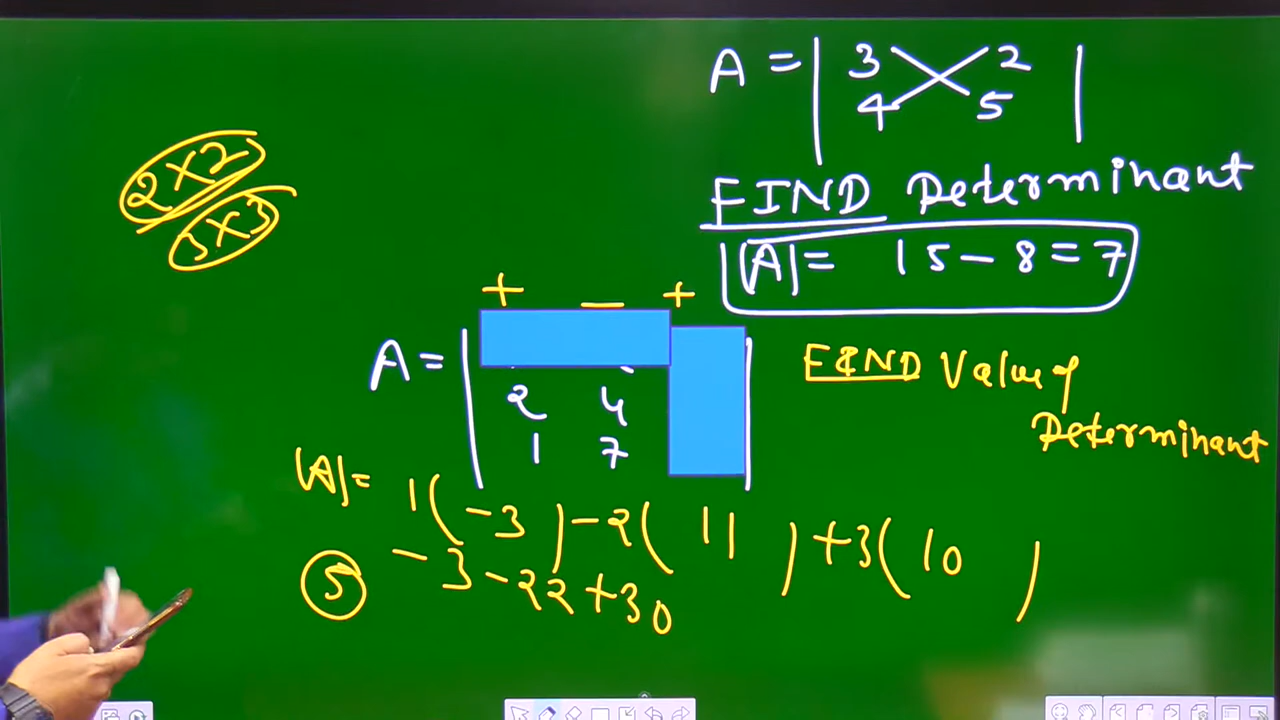 A = | 3 2 |
4 5
2×2
3×3
FIND Determinant
|A| = 15 - 8 = 7
+ - +
A =
2 4
1 7
FIND Value of
Determinant
|A| = 1( -3 ) -2( 11 ) +3( 10 )
5 -3 -22 +30